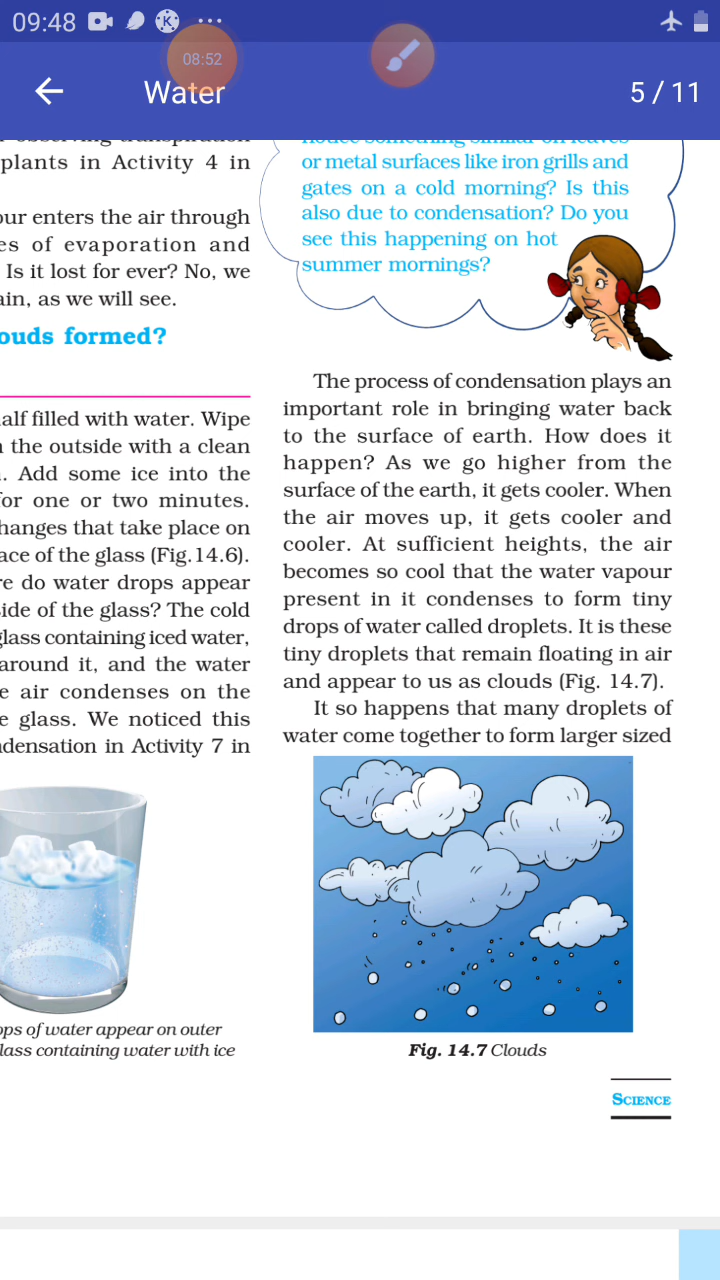 09:48
08:52
Water
5 / 11
plants in Activity 4 in
enters the air through
of evaporation and
Is it lost for ever? No, we
as we will see.
formed?
filled with water. Wipe
the outside with a clean
Add some ice into the
for one or two minutes.
that take place on
of the glass (Fig.14.6).
do water drops appear
of the glass? The cold
glass containing iced water,
around it, and the water
air condenses on the
glass. We noticed this
in Activity 7 in
of water appear on outer
containing water with ice
notice something similar on leaves
or metal surfaces like iron grills and
gates on a cold morning? Is this
also due to condensation? Do you
see this happening on hot
summer mornings?
The process of condensation plays an
important role in bringing water back
to the surface of earth. How does it
happen? As we go higher from the
surface of the earth, it gets cooler. When
the air moves up, it gets cooler and
cooler. At sufficient heights, the air
becomes so cool that the water vapour
present in it condenses to form tiny
drops of water called droplets. It is these
tiny droplets that remain floating in air
and appear to us as clouds (Fig. 14.7).
It so happens that many droplets of
water come together to form larger sized
Fig. 14.7 Clouds
SCIENCE